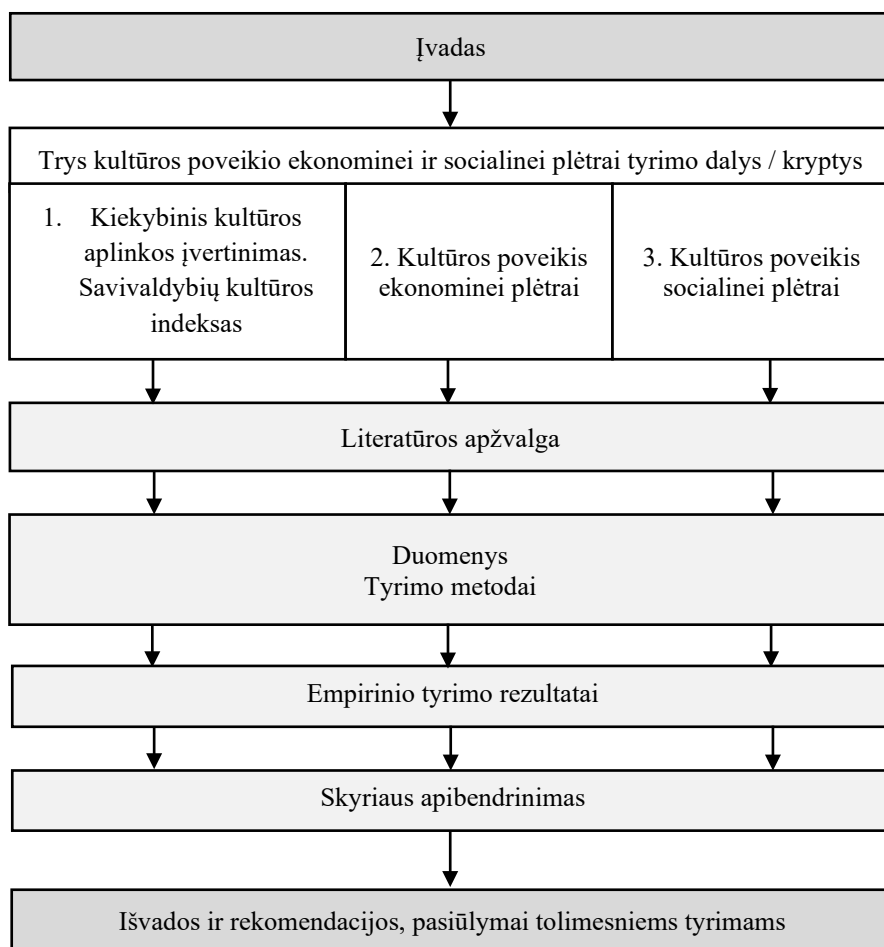 Įvadas
Trys kultūros poveikio ekonominei ir socialinei plėtrai tyrimo dalys / kryptys
1. Kiekybinis kultūros
aplinkos įvertinimas.
Savivaldybių kultūros
indeksas
2. Kultūros poveikis
ekonominei plėtrai
3. Kultūros poveikis
socialinei plėtrai
Literatūros apžvalga
Duomenys
Tyrimo metodai
Empirinio tyrimo rezultatai
Skyriaus apibendrinimas
Išvados ir rekomendacijos, pasiūlymai tolimesniems tyrimams